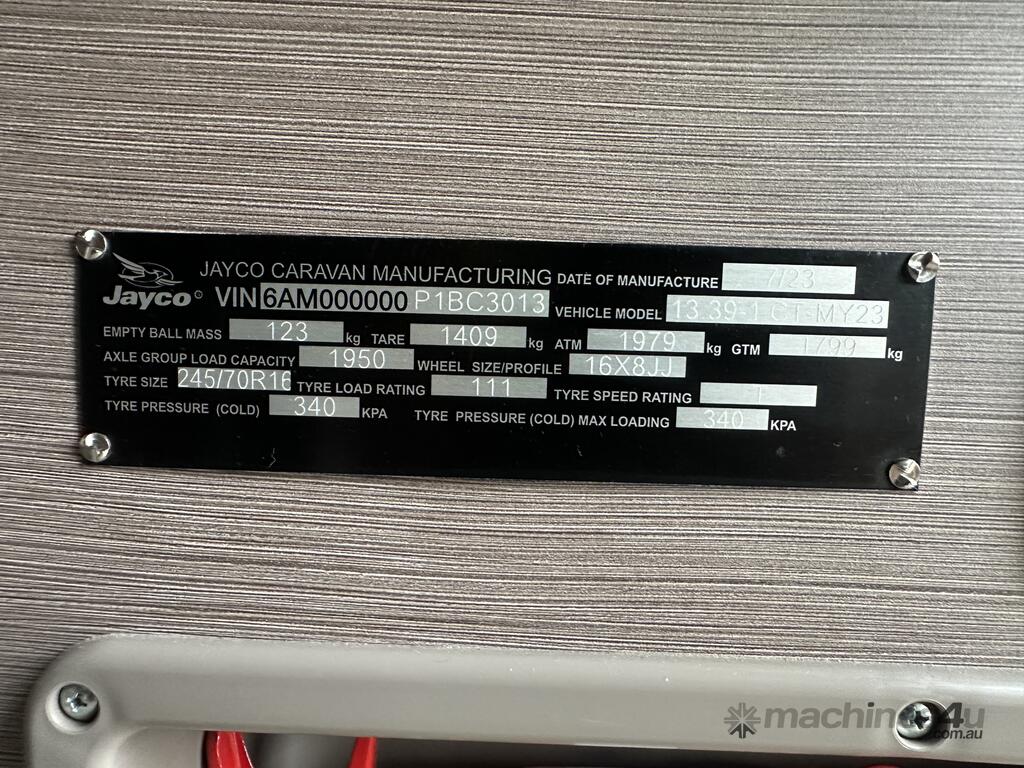 JAYCO CARAVAN MANUFACTURING DATE OF MANUFACTURE 7/23
Jayco® VIN 6AM000000P1BC3013 VEHICLE MODEL 13.39-1 CT-MY23
EMPTY BALL MASS 123 kg TARE 1409 kg ATM 1979 kg GTM 1799 kg
AXLE GROUP LOAD CAPACITY 1950 WHEEL SIZE/PROFILE 16X8JJ
TYRE SIZE 245/70R16 TYRE LOAD RATING 111 TYRE SPEED RATING
TYRE PRESSURE (COLD) 340 KPA TYRE PRESSURE (COLD) MAX LOADING 340 KPA
machines4u
.com.au